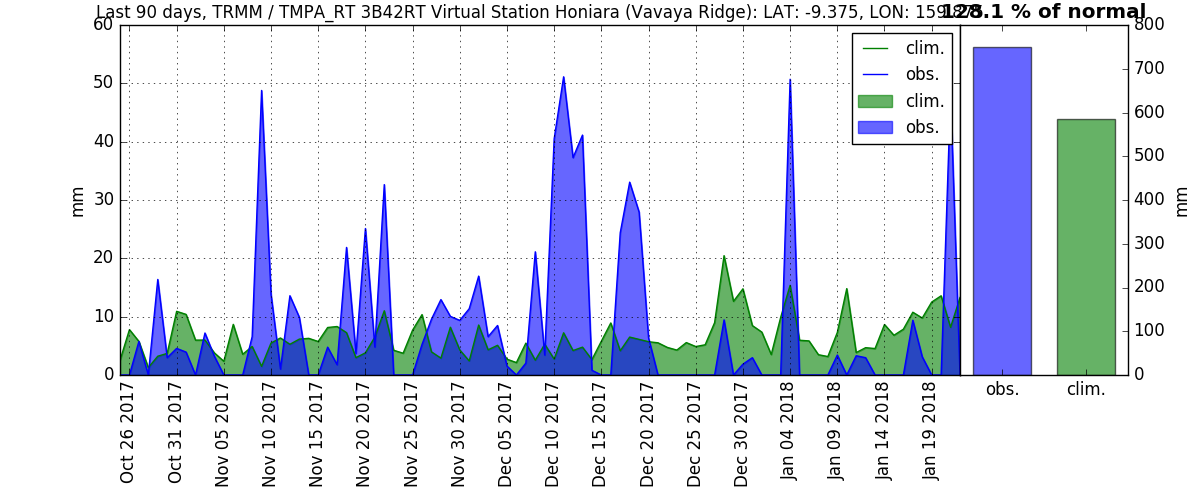 Last 90 days, TRMM / TMPA_RT 3B42RT Virtual Station Honiara (Vavaya Ridge): LAT: -9.375, LON:
128.1 % of normal
60
50
40
30
20
10
0
mm
clim.
obs.
clim.
obs.
800
700
600
500
400
300
200
100
0
mm
obs.
clim.
Oct 26 2017
Oct 31 2017
Nov 05 2017
Nov 10 2017
Nov 15 2017
Nov 20 2017
Nov 25 2017
Nov 30 2017
Dec 05 2017
Dec 10 2017
Dec 15 2017
Dec 20 2017
Dec 25 2017
Dec 30 2017
Jan 04 2018
Jan 09 2018
Jan 14 2018
Jan 19 2018